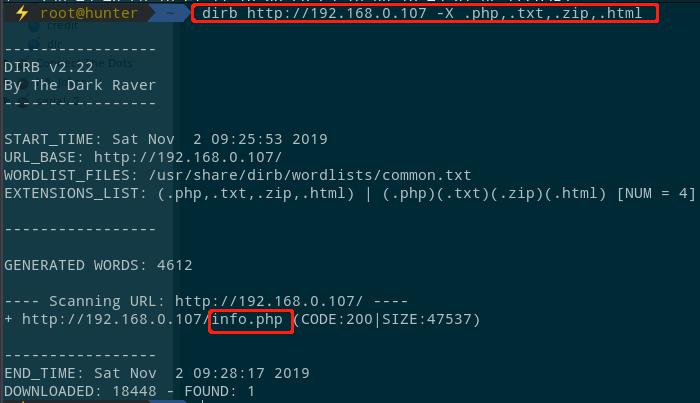 root@hunter ~ dirb http://192.168.0.107 -X .php,.txt,.zip,.html
-----------------
DIRB v2.22
By The Dark Raver
-----------------
START_TIME: Sat Nov  2 09:25:53 2019
URL_BASE: http://192.168.0.107/
WORDLIST_FILES: /usr/share/dirb/wordlists/common.txt
EXTENSIONS_LIST: (.php,.txt,.zip,.html) | (.php)(.txt)(.zip)(.html) [NUM = 4]
-----------------
GENERATED WORDS: 4612
---- Scanning URL: http://192.168.0.107/ ----
+ http://192.168.0.107/info.php (CODE:200|SIZE:47537)
-----------------
END_TIME: Sat Nov  2 09:28:17 2019
DOWNLOADED: 18448 - FOUND: 1